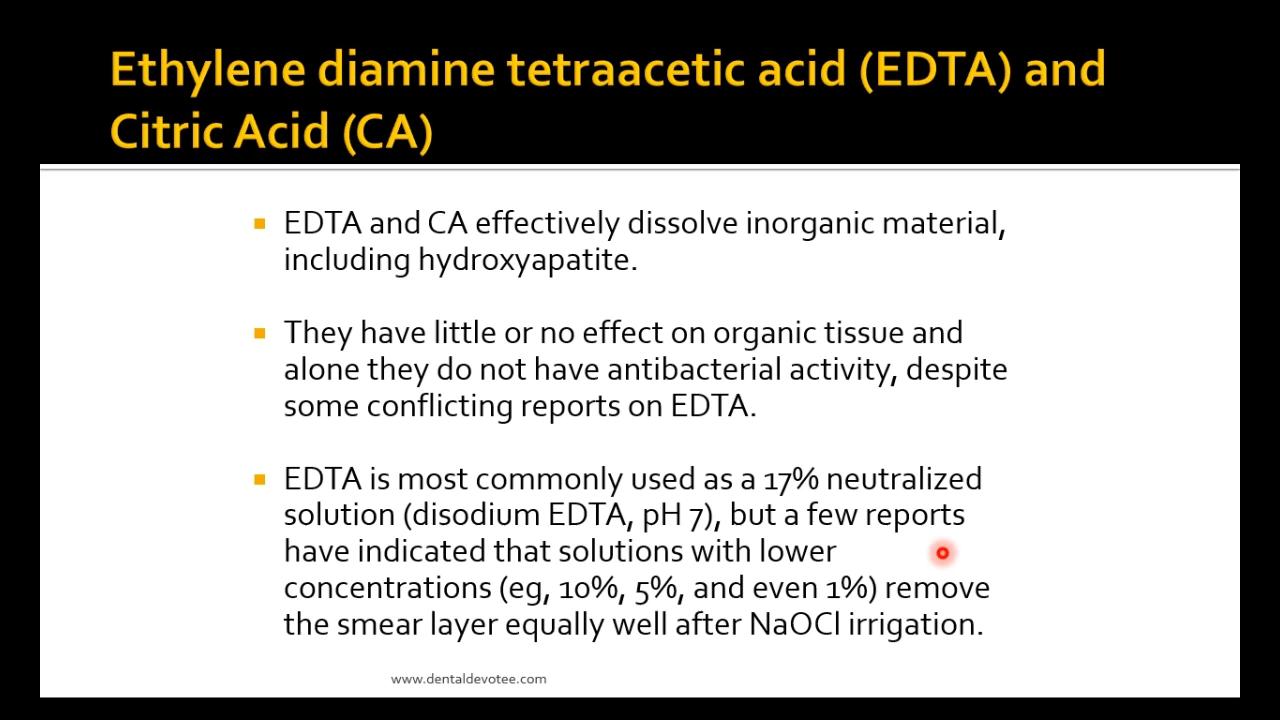 Ethylene diamine tetraacetic acid (EDTA) and
Citric Acid (CA)
EDTA and CA effectively dissolve inorganic material,
including hydroxyapatite.
They have little or no effect on organic tissue and
alone they do not have antibacterial activity, despite
some conflicting reports on EDTA.
EDTA is most commonly used as a 17% neutralized
solution (disodium EDTA, pH 7), but a few reports
have indicated that solutions with lower
concentrations (eg, 10%, 5%, and even 1%) remove
the smear layer equally well after NaOCl irrigation.
www.dentaldevotee.com